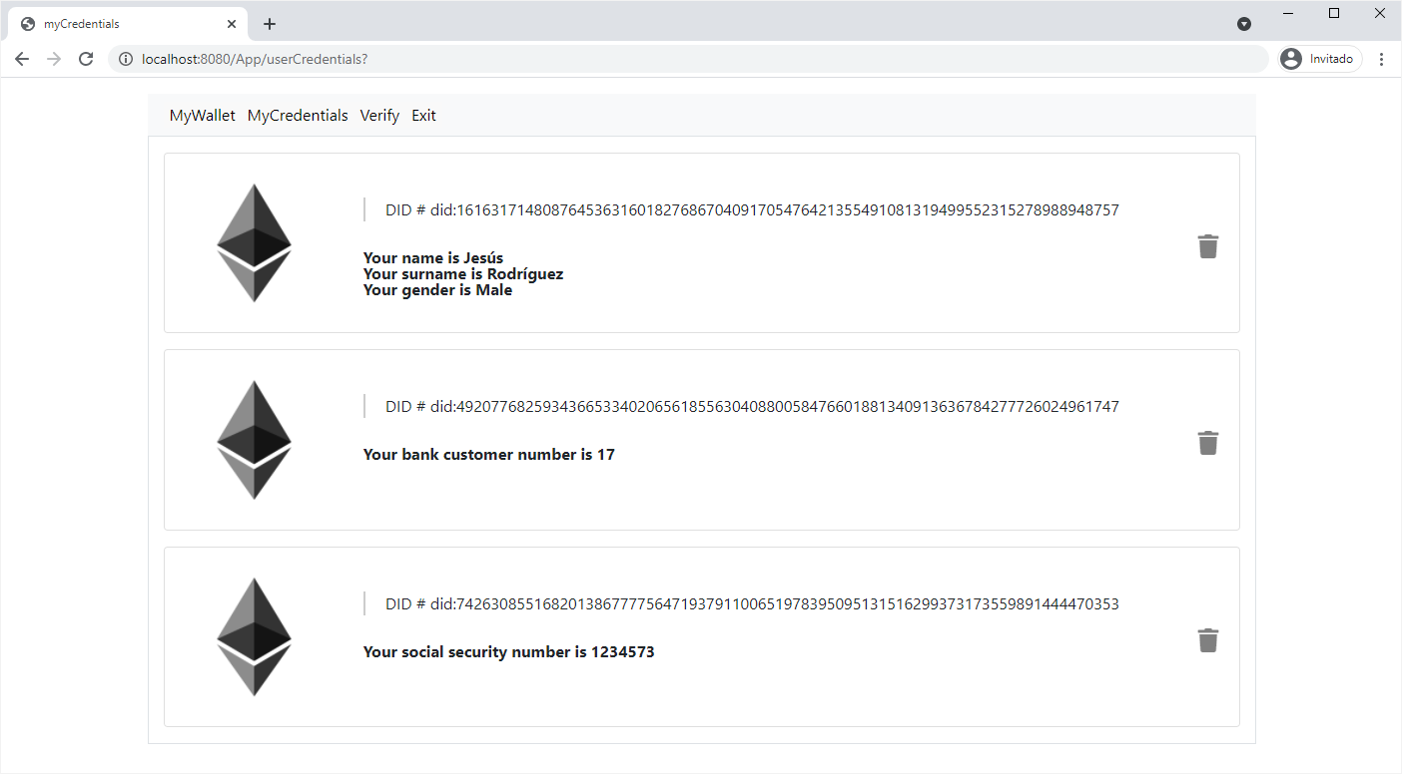 myCredentials
localhost:8080/App/userCredentials?
Invitado
MyWallet MyCredentials Verify Exit
DID # did:16163171480876453631601827686704091705476421355491081319499552315278988948757
Your name is Jesús
Your surname is Rodríguez
Your gender is Male
DID # did:49207768259343665334020656185563040880058476601881340913636784277726024961747
Your bank customer number is 17
DID # did:74263085516820138677775647193791100651978395095131516299373173559891444470353
Your social security number is 1234573